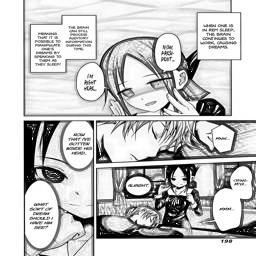 WHEN ONE IS
IN REM SLEEP,
THE BRAIN
CONTINUES TO
WORK, CAUSING
DREAMS.
THE BRAIN
CAN STILL
PROCESS
AUDITORY
INFORMATION
DURING
THIS TIME.
MEANING
THAT IT IS
POSSIBLE TO
MANIPULATE
ONE'S
DREAMS BY
SPEAKING TO
THEM AS
THEY SLEEP!
NOW,
PRESI-
DENT...
I'M
RIGHT
HERE...
MMM...
NOW
THAT I'VE
GOTTEN
INSIDE HIS
HEAD...
WHAT
SORT OF
DREAM
SHOULD I
HAVE HIM
SEE?
ALRIGHT.
MMM...
198